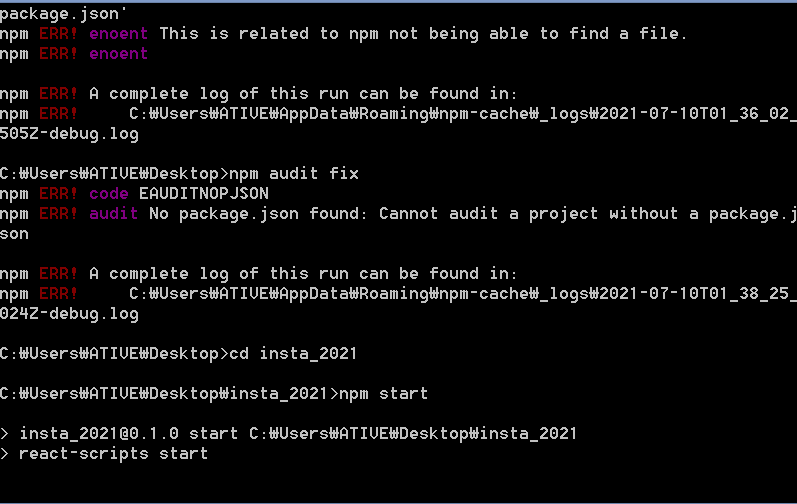 package.json'
npm ERR! enoent This is related to npm not being able to find a file.
npm ERR! enoent
npm ERR! A complete log of this run can be found in:
npm ERR!     C:₩Users₩ATIVE₩AppData₩Roaming₩npm-cache₩_logs₩2021-07-10T01_36_02_
505Z-debug.log
C:₩Users₩ATIVE₩Desktop>npm audit fix
npm ERR! code EAUDITNOPJSON
npm ERR! audit No package.json found: Cannot audit a project without a package.j
son
npm ERR! A complete log of this run can be found in:
npm ERR!     C:₩Users₩ATIVE₩AppData₩Roaming₩npm-cache₩_logs₩2021-07-10T01_38_25_
024Z-debug.log
C:₩Users₩ATIVE₩Desktop>cd insta_2021
C:₩Users₩ATIVE₩Desktop₩insta_2021>npm start
> insta_2021@0.1.0 start C:₩Users₩ATIVE₩Desktop₩insta_2021
> react-scripts start